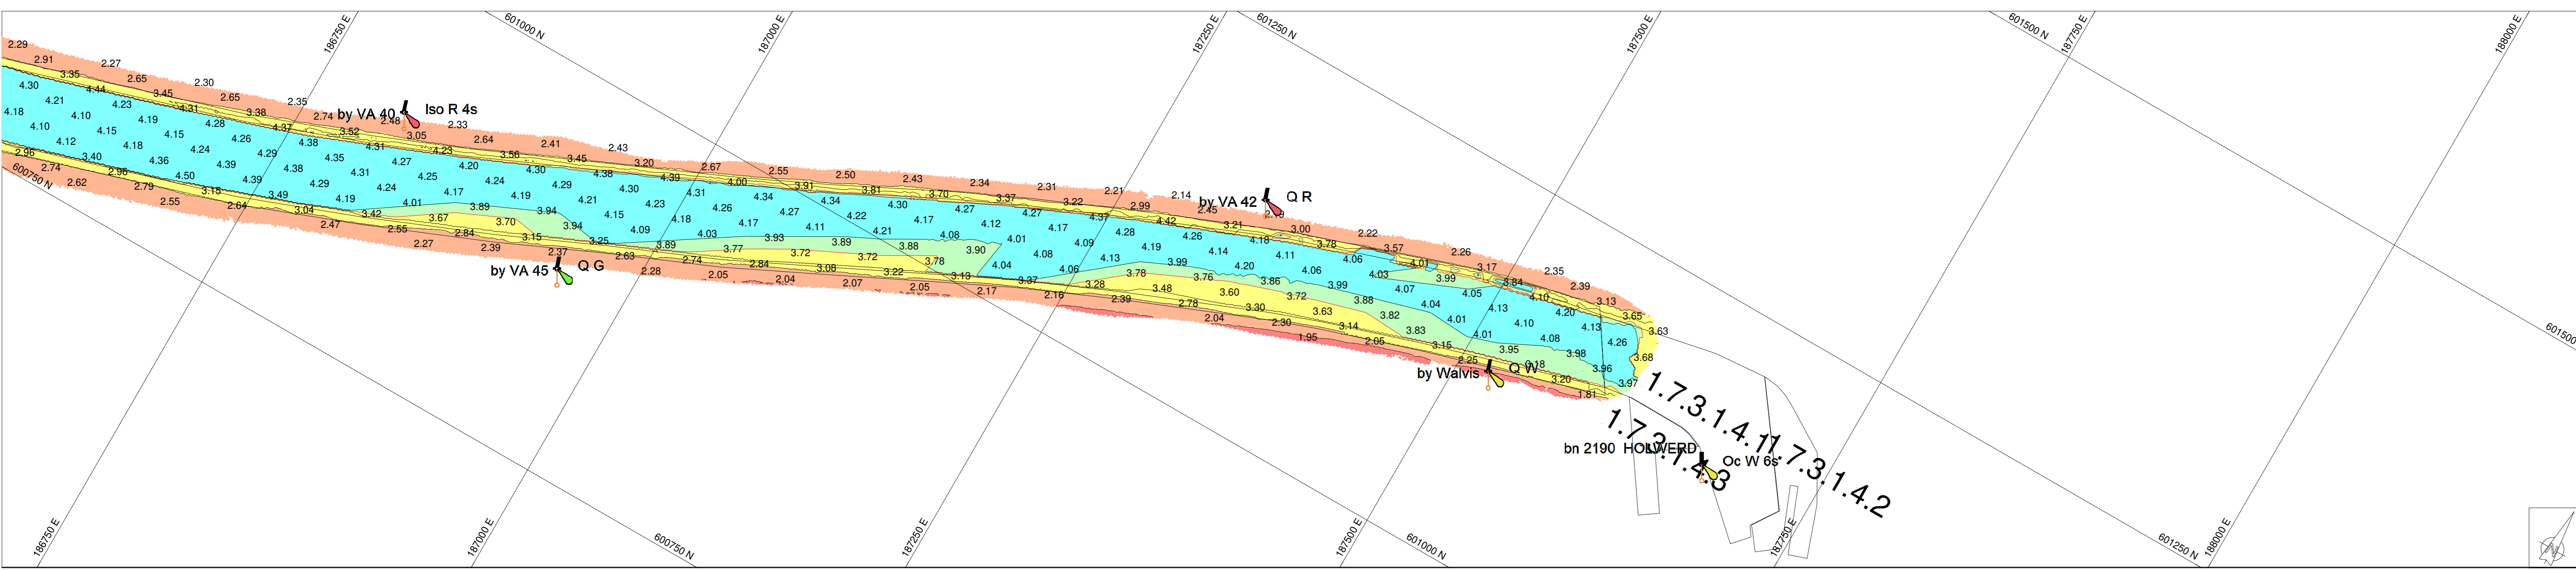 186750 E
601000 N
187000 E
187250 E
601250 N
187500 E
601500 N
187750 E
188000 E
2.29
2.91 2.27
3.35 2.65 2.30
4.30 4.44 3.45 2.65 2.35
4.21 4.23 4.31 3.38 2.74 2.48
by VA 40
Iso R 4s
4.18 4.10 4.19 4.28 4.37 3.52 3.05 2.33
4.10 4.15 4.15 4.26 4.38 4.31 4.23 2.64 2.41 2.43
4.12 4.18 4.24 4.29 4.35 4.27 4.20 3.56 3.45 3.20 2.67 2.55 2.50 2.43 2.34 2.31 2.21 2.14
2.96 3.40 4.36 4.39 4.38 4.31 4.25 4.24 4.30 4.38 4.39 4.00 3.91 3.81 3.70 3.37 3.22 2.99 2.45
by VA 42
Q R
2.74 2.96 4.50 4.39 4.29 4.24 4.17 4.19 4.29 4.30 4.31 4.34 4.34 4.30 4.27 4.27 4.37 4.42 3.21 3.00 2.22
600750 N
2.62 2.79 3.15 3.49 4.19 4.01 3.89 3.94 4.21 4.23 4.26 4.27 4.22 4.17 4.12 4.17 4.28 4.26 4.18 3.78 3.57 2.26
2.55 2.64 3.04 3.42 3.67 3.70 3.94 4.15 4.18 4.17 4.11 4.21 4.08 4.01 4.09 4.19 4.14 4.11 4.06 4.01 3.17 2.35
2.47 2.55 2.84 3.15 3.25 4.09 4.03 3.93 3.89 3.88 3.90 4.08 4.13 3.99 4.20 4.06 4.03 3.99 3.84 2.39
2.27 2.39 2.37 2.63 3.89 3.77 3.72 3.72 3.78 4.04 4.06 3.78 3.76 3.86 3.99 4.07 4.05 4.10 3.13
by VA 45
Q G
2.28 2.74 2.84 3.08 3.22 3.13 3.37 3.28 3.48 3.60 3.72 3.88 4.04 4.13 4.20 3.65
2.05 2.04 2.07 2.05 2.17 2.16 2.39 2.78 3.30 3.63 3.82 4.01 4.10 4.13 3.63
2.04 2.30 3.14 3.83 4.01 4.08 4.26
1.95 2.05 3.15 3.95 3.98 3.68
2.25 3.18 3.96
by Walvis
Q W
3.20 3.97
1.81
1.7.3.1.4.1
1.7.3.1.4.2
1.7.3.1.4.3
bn 2190 HOLWERD
Oc W 6s
601500
186750 E
187000 E
600750 N
187250 E
187500 E
601000 N
187750 E
601250 N
188000 E
N